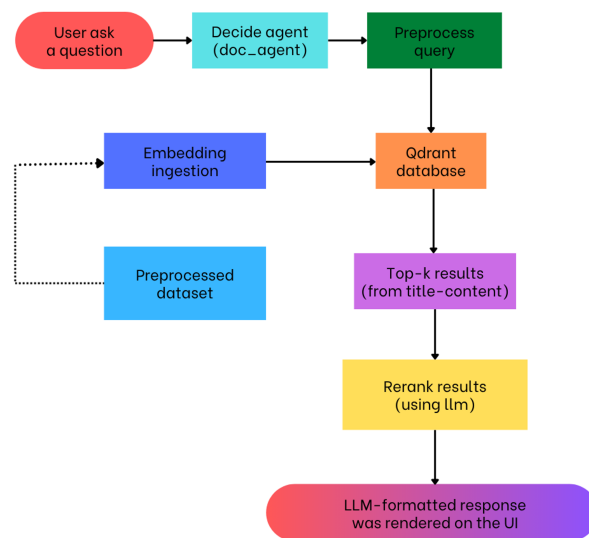 User ask
a question
Decide agent
(doc_agent)
Preprocess
query
Embedding
ingestion
Qdrant
database
Preprocessed
dataset
Top-k results
(from title-content)
Rerank results
(using llm)
LLM-formatted response
was rendered on the UI